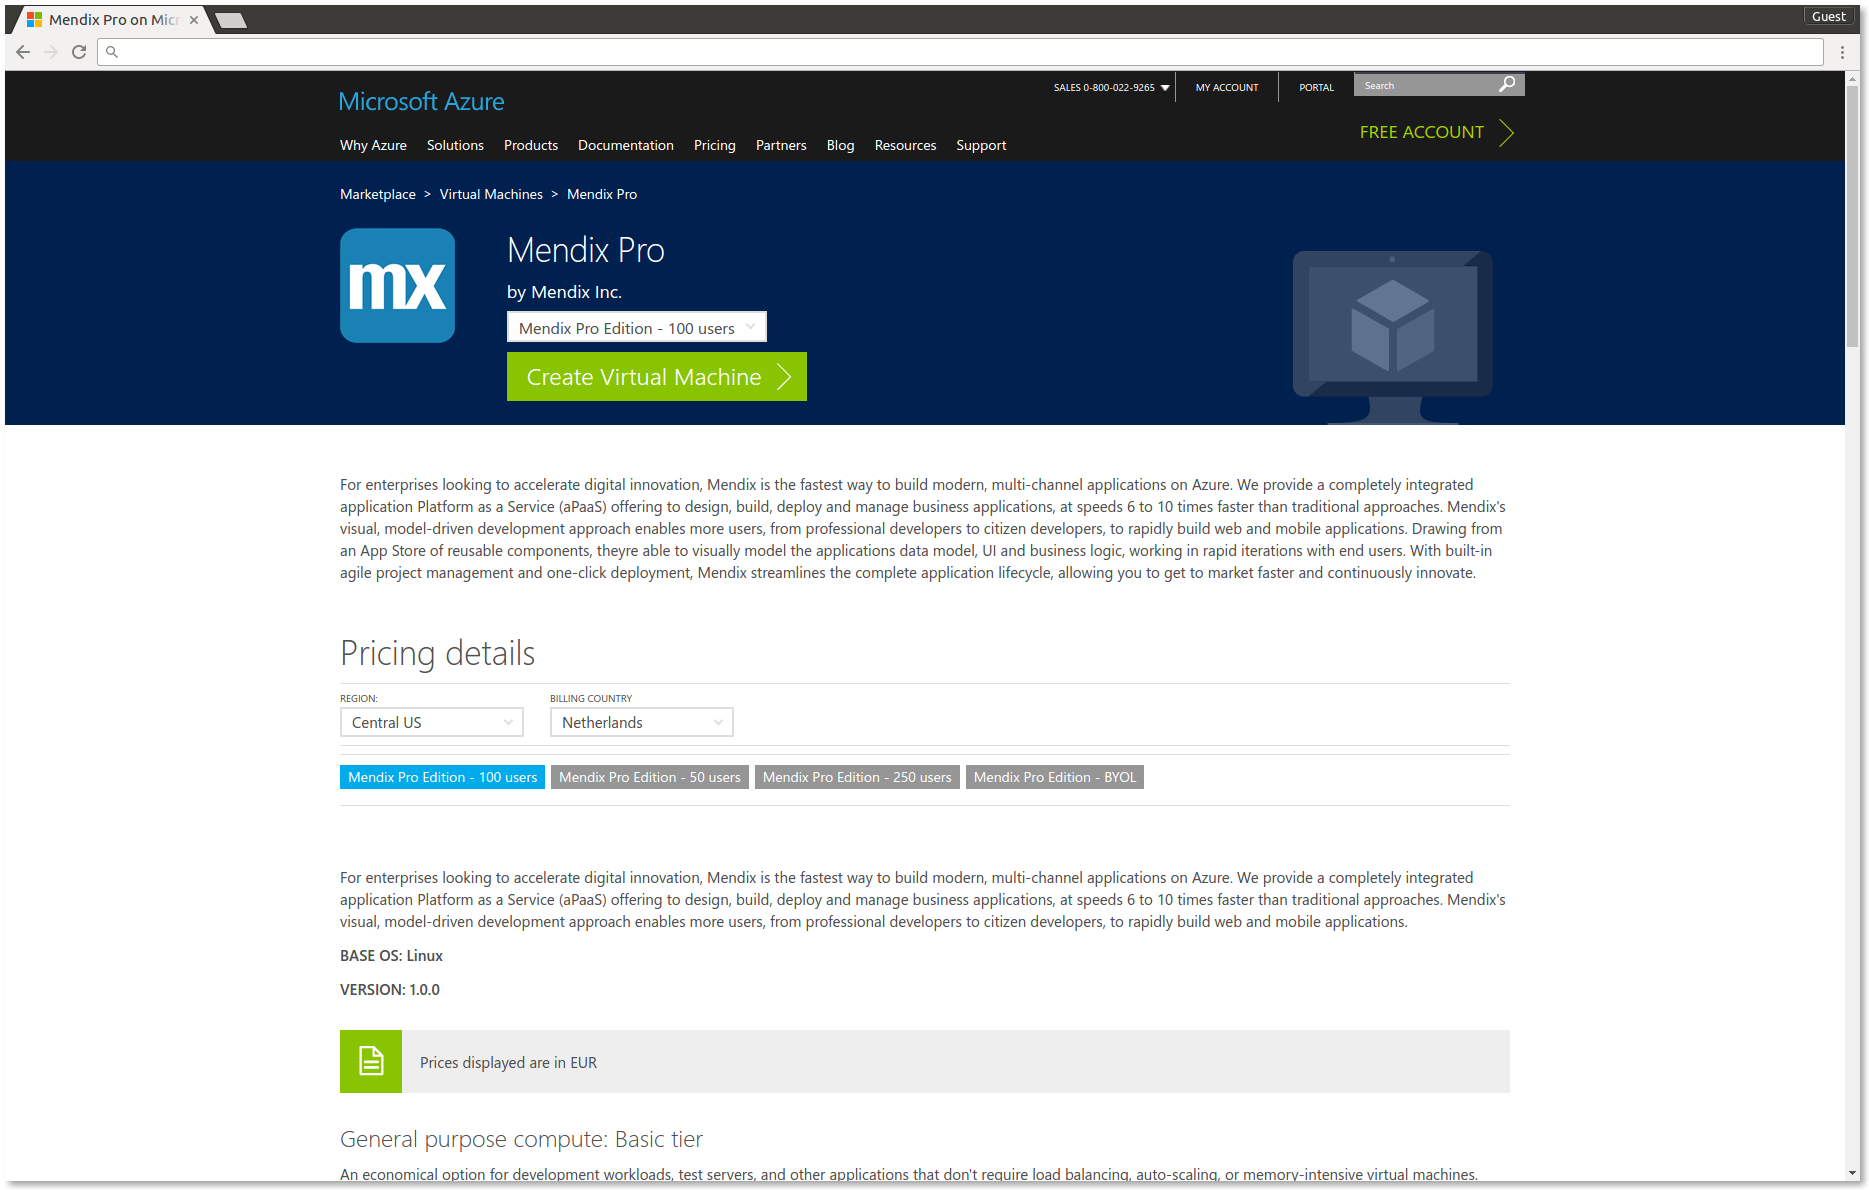 Mendix Pro on Mic
Guest
SALES 0-800-022-9265
MY ACCOUNT
PORTAL
Search
Microsoft Azure
FREE ACCOUNT
Why Azure
Solutions
Products
Documentation
Pricing
Partners
Blog
Resources
Support
Marketplace > Virtual Machines > Mendix Pro
mx
Mendix Pro
by Mendix Inc.
Mendix Pro Edition - 100 users
Create Virtual Machine
For enterprises looking to accelerate digital innovation, Mendix is the fastest way to build modern, multi-channel applications on Azure. We provide a completely integrated
application Platform as a Service (aPaaS) offering to design, build, deploy and manage business applications, at speeds 6 to 10 times faster than traditional approaches. Mendix's
visual, model-driven development approach enables more users, from professional developers to citizen developers, to rapidly build web and mobile applications. Drawing from
an App Store of reusable components, theyre able to visually model the applications data model, UI and business logic, working in rapid iterations with end users. With built-in
agile project management and one-click deployment, Mendix streamlines the complete application lifecycle, allowing you to get to market faster and continuously innovate.
Pricing details
REGION:
BILLING COUNTRY
Central US
Netherlands
Mendix Pro Edition - 100 users
Mendix Pro Edition - 50 users
Mendix Pro Edition - 250 users
Mendix Pro Edition - BYOL
For enterprises looking to accelerate digital innovation, Mendix is the fastest way to build modern, multi-channel applications on Azure. We provide a completely integrated
application Platform as a Service (aPaaS) offering to design, build, deploy and manage business applications, at speeds 6 to 10 times faster than traditional approaches. Mendix's
visual, model-driven development approach enables more users, from professional developers to citizen developers, to rapidly build web and mobile applications.
BASE OS: Linux
VERSION: 1.0.0
Prices displayed are in EUR
General purpose compute: Basic tier
An economical option for development workloads, test servers, and other applications that don't require load balancing, auto-scaling, or memory-intensive virtual machines.